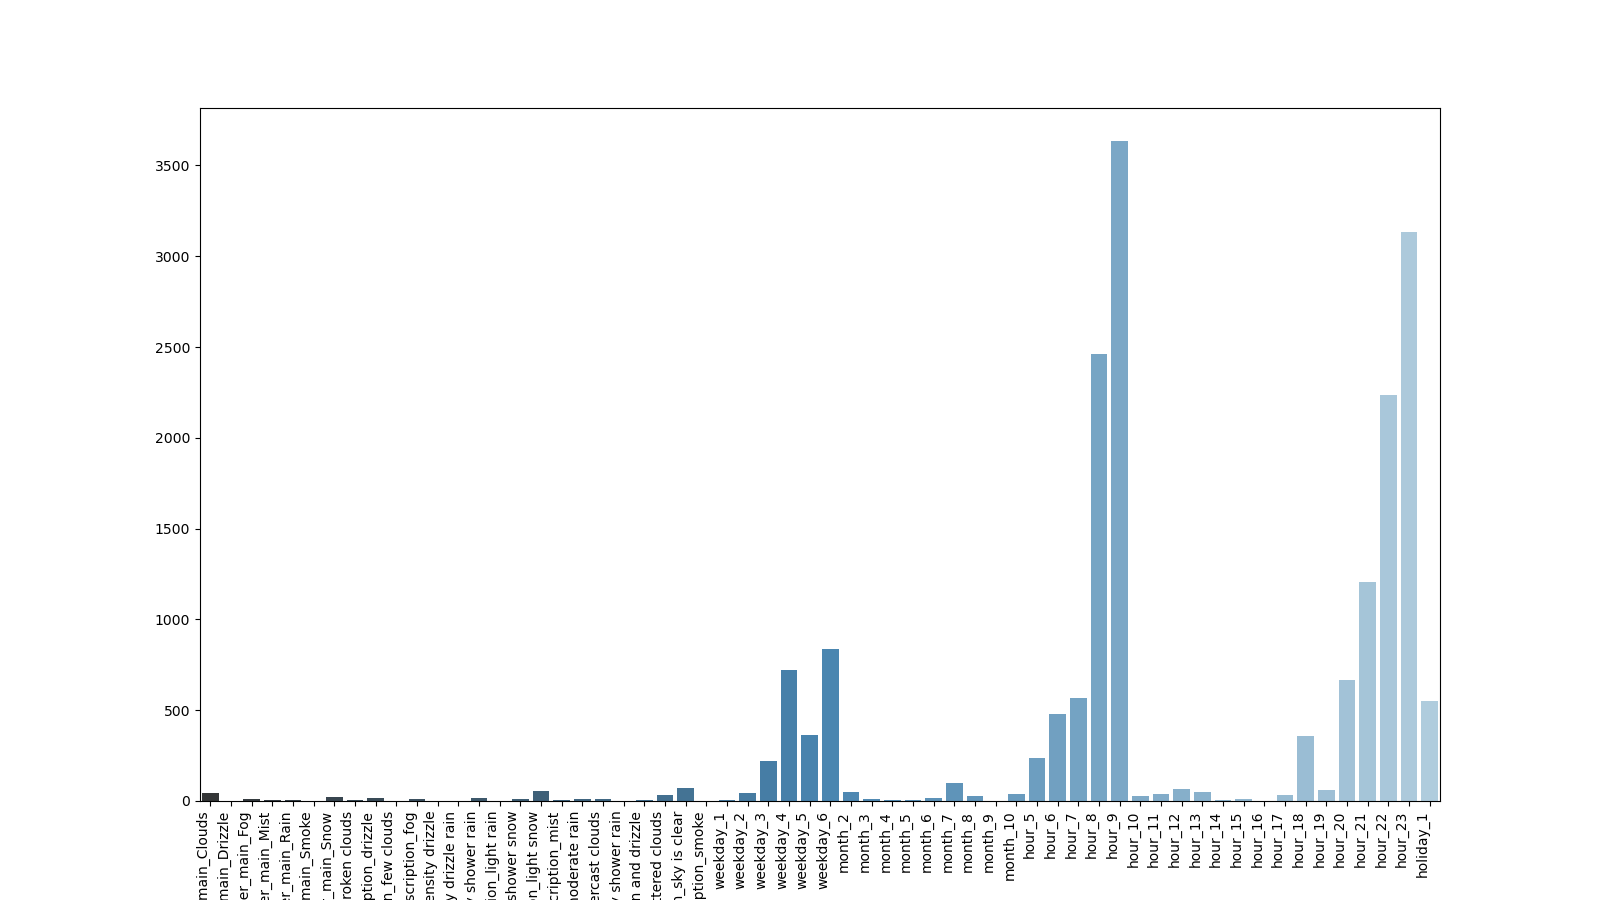 3500
3000
2500
2000
1500
1000
500
0
main_Clouds
main_Drizzle
er_main_Fog
er_main_Mist
er_main_Rain
main_Smoke
r_main_Snow
roken clouds
ption_drizzle
n_few clouds
scription_fog
ensity drizzle
y drizzle rain
y shower rain
ion_light rain
shower snow
n_light snow
cription_mist
noderate rain
ercast clouds
y shower rain
n and drizzle
ttered clouds
n_sky is clear
ption_smoke
weekday_1
weekday_2
weekday_3
weekday_4
weekday_5
weekday_6
month_2
month_3
month_4
month_5
month_6
month_7
month_8
month_9
month_10
hour_5
hour_6
hour_7
hour_8
hour_9
hour_10
hour_11
hour_12
hour_13
hour_14
hour_15
hour_16
hour_17
hour_18
hour_19
hour_20
hour_21
hour_22
hour_23
holiday_1